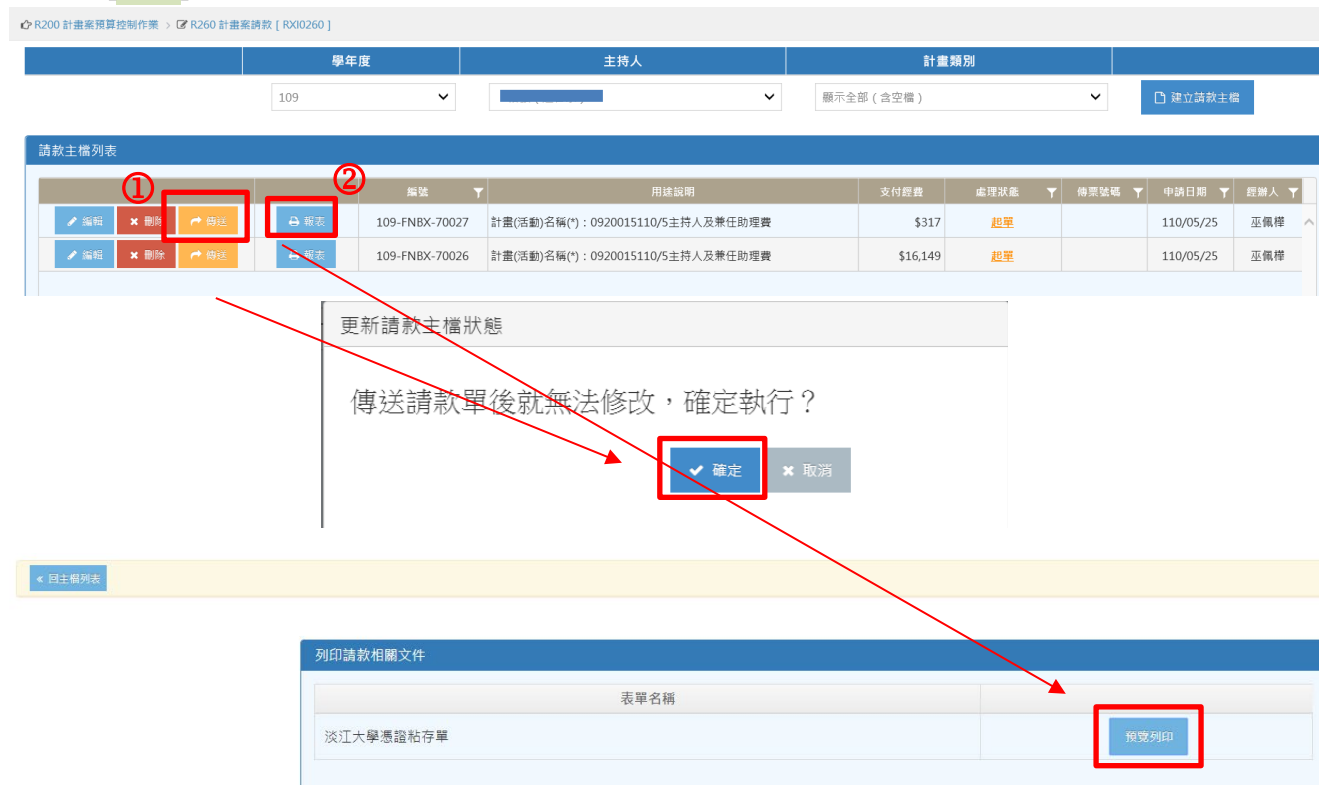 R200 計畫案預算控制作業 > R260 計畫案請款 [ RXI0260 ]
學年度 主持人 計畫類別
109 顯示全部 ( 含空檔 ) 建立請款主檔
請款主檔列表
① ②
編號 用途說明 支付經費 處理狀態 傳票號碼 申請日期 經辦人
編輯 刪除 傳送 報表 109-FNBX-70027 計畫(活動)名稱(*):0920015110/5主持人及兼任助理費 $317 起單 110/05/25 巫佩樺
編輯 刪除 傳送 報表 109-FNBX-70026 計畫(活動)名稱(*):0920015110/5主持人及兼任助理費 $16,149 起單 110/05/25 巫佩樺
更新請款主檔狀態
傳送請款單後就無法修改,確定執行?
確定 取消
« 回主檔列表
列印請款相關文件
表單名稱
淡江大學憑證粘存單 預覽列印